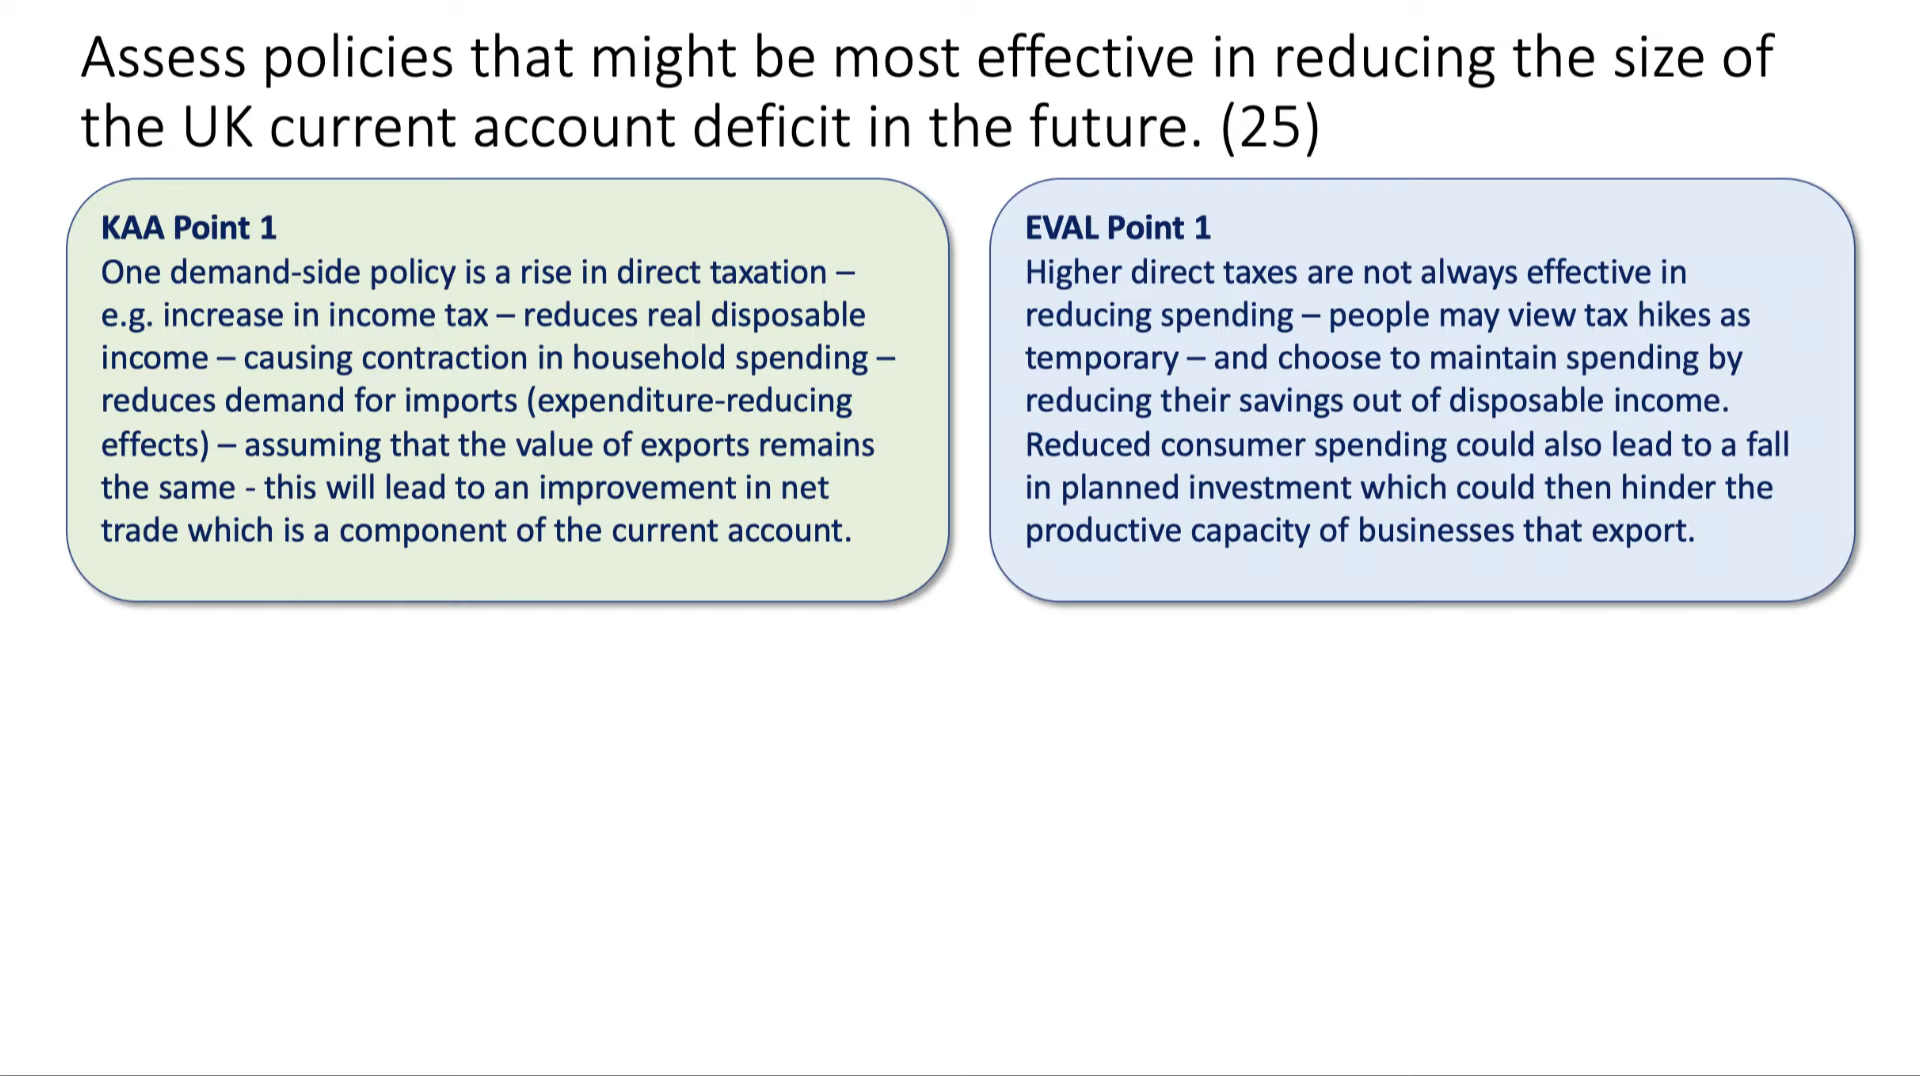 Assess policies that might be most effective in reducing the size of
the UK current account deficit in the future. (25)
KAA Point 1
One demand-side policy is a rise in direct taxation –
e.g. increase in income tax – reduces real disposable
income – causing contraction in household spending –
reduces demand for imports (expenditure-reducing
effects) – assuming that the value of exports remains
the same - this will lead to an improvement in net
trade which is a component of the current account.
EVAL Point 1
Higher direct taxes are not always effective in
reducing spending – people may view tax hikes as
temporary – and choose to maintain spending by
reducing their savings out of disposable income.
Reduced consumer spending could also lead to a fall
in planned investment which could then hinder the
productive capacity of businesses that export.